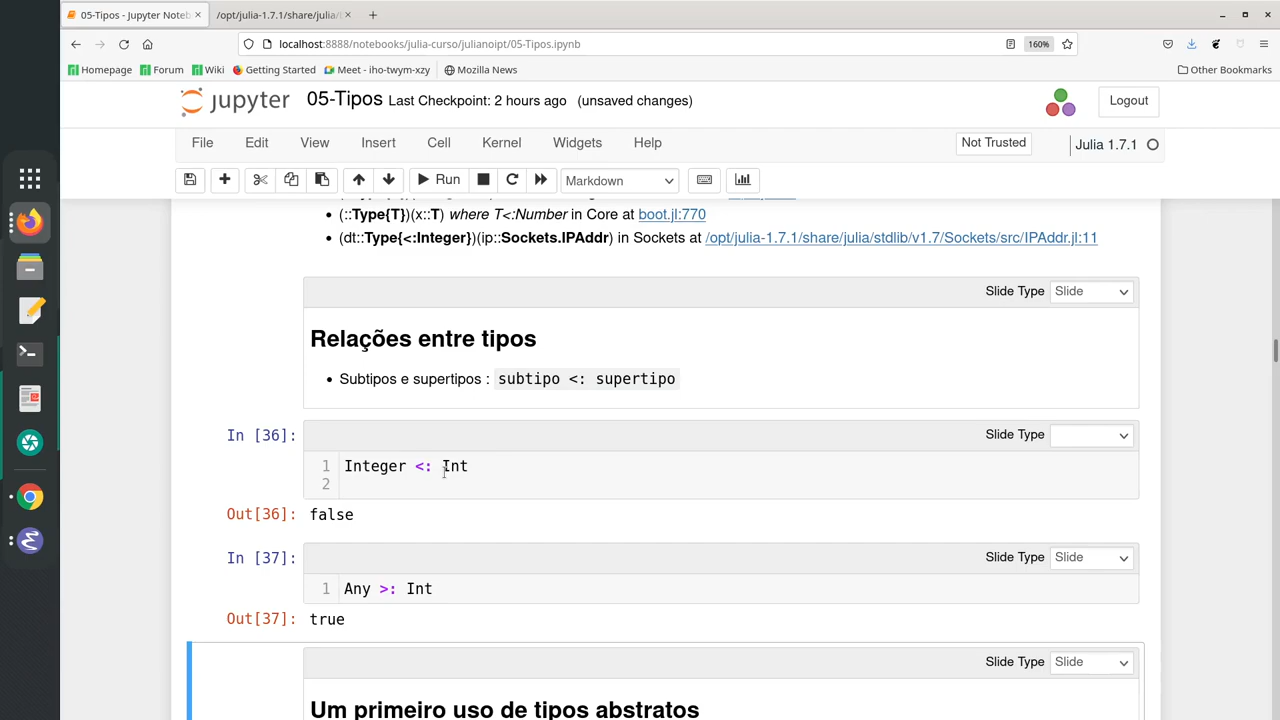 05-Tipos - Jupyter Noteb
/opt/julia-1.7.1/share/julia/
localhost:8888/notebooks/julia-curso/julianoipt/05-Tipos.ipynb
160%
Homepage Forum Wiki Getting Started Meet - iho-twym-xzy Mozilla News Other Bookmarks
jupyter 05-Tipos Last Checkpoint: 2 hours ago (unsaved changes) Logout
File Edit View Insert Cell Kernel Widgets Help Not Trusted Julia 1.7.1
Run Markdown
• (::Type{T})(x::T) where T<:Number in Core at boot.jl:770
• (dt::Type{<:Integer})(ip::Sockets.IPAddr) in Sockets at /opt/julia-1.7.1/share/julia/stdlib/v1.7/Sockets/src/IPAddr.jl:11
Slide Type Slide
Relações entre tipos
• Subtipos e supertipos : subtipo <: supertipo
In [36]: Slide Type
1 Integer <: Int
2
Out[36]: false
In [37]: Slide Type Slide
1 Any >: Int
Out[37]: true
Slide Type Slide
Um primeiro uso de tipos abstratos